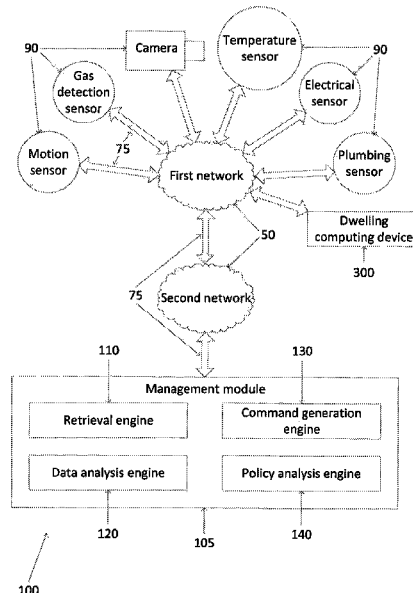 90
Camera
Temperature
sensor
90
Gas
detection
sensor
Electrical
sensor
75
Motion
sensor
First network
Plumbing
sensor
50
Dwelling
computing device
300
75
Second network
110
130
Management module
Retrieval engine
Command generation
engine
Data analysis engine
Policy analysis engine
120
105
140
100